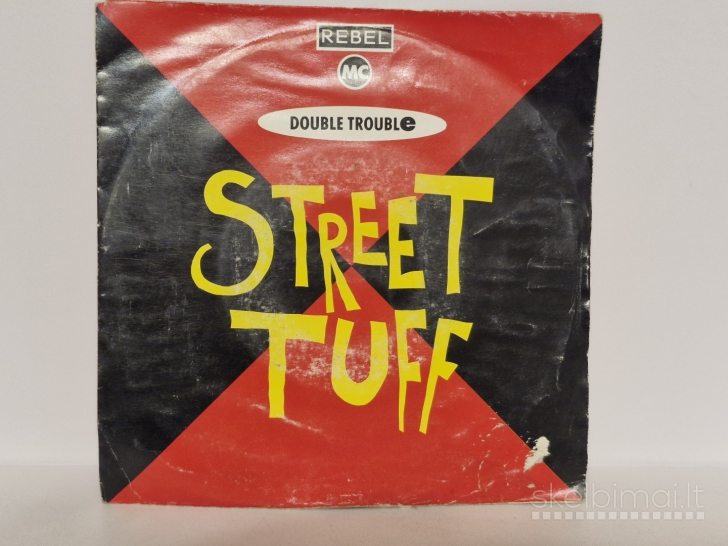 REBEL
MC
DOUBLE TROUBLe
STREET
TUFF
skelbimai.lt